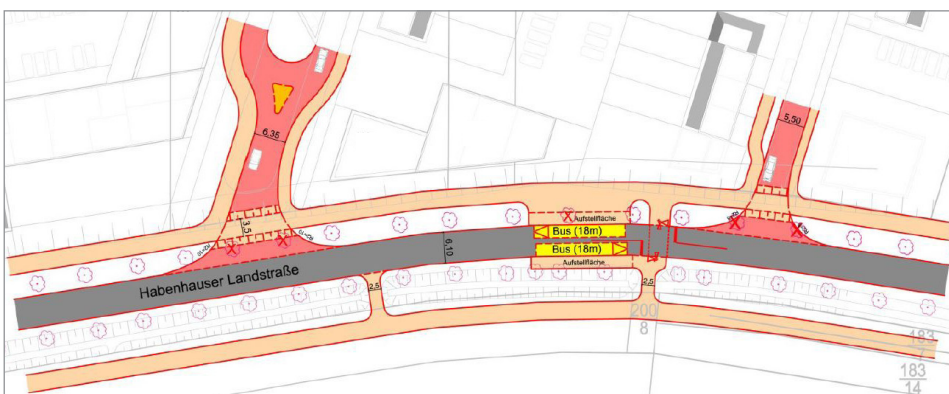 6,35
5,50
3,5
Aufstellfläche
Bus (18m)
Bus (18m)
Aufstellfläche
6,10
Habenhauser Landstraße
2,5
2,5
200
8
183
7
183
14